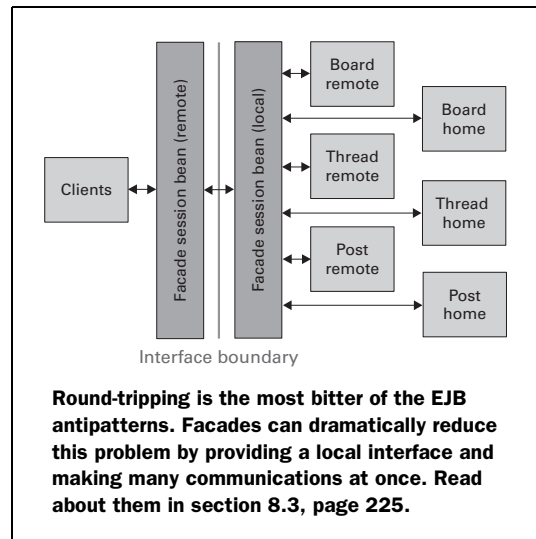 Board
remote
Board
home
Thread
remote
Clients
Facade session bean (remote)
Facade session bean (local)
Thread
home
Post
remote
Post
home
Interface boundary
Round-tripping is the most bitter of the EJB
antipatterns. Facades can dramatically reduce
this problem by providing a local interface and
making many communications at once. Read
about them in section 8.3, page 225.